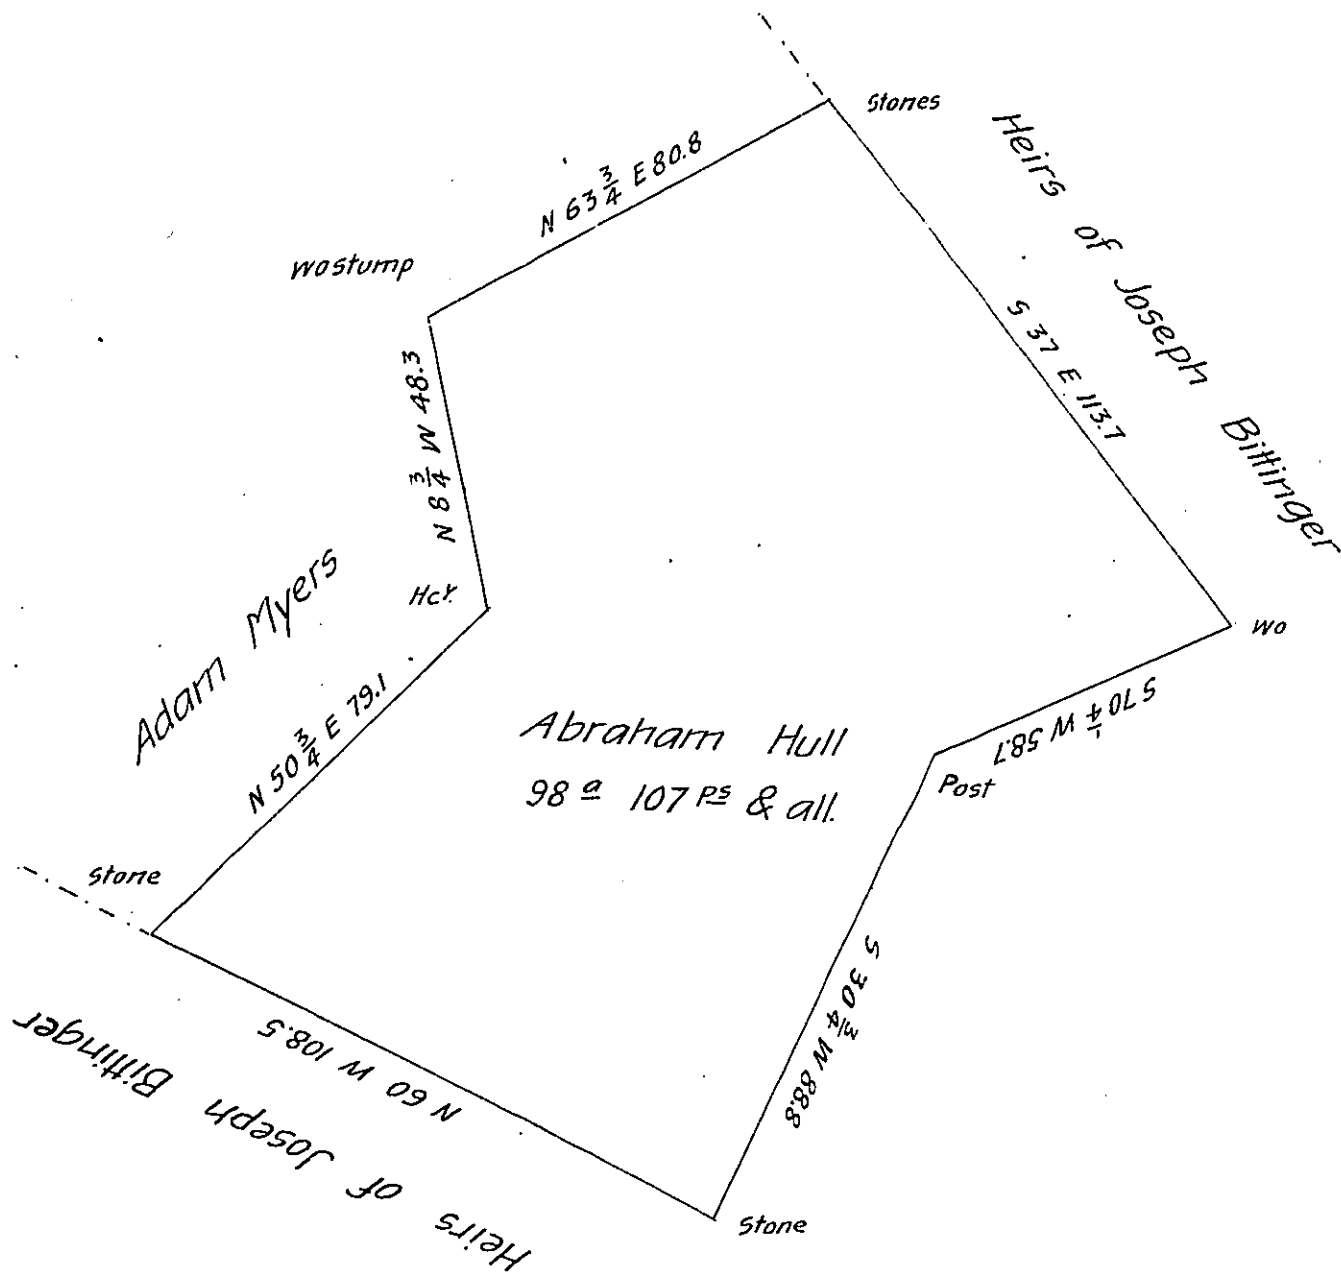 Stones
Heirs of Joseph Bittinger
N 63 3/4 E 80.8
wostump
S 37 E 113.7
N 8 3/4 W 48.3
Hcy.
Adam Myers
wo
N 50 3/4 E 79.1
S 70 1/4 W 58.7
Abraham Hull
Post
98 a 107 Ps & all.
Stone
S 30 3/4 W 88.8
N 60 W 108.5
Heirs of Joseph Bittinger
Stone